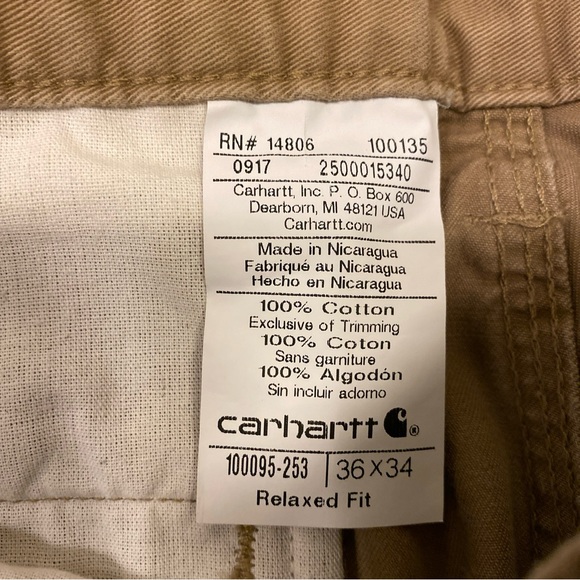 RN# 14806 100135
0917 2500015340
Carhartt, Inc. P. O. Box 600
Dearborn, MI 48121 USA
Carhartt.com
Made in Nicaragua
Fabriqué au Nicaragua
Hecho en Nicaragua
100% Cotton
Exclusive of Trimming
100% Coton
Sans garniture
100% Algodón
Sin incluir adorno
carhartt ®
100095-253 36 X 34
Relaxed Fit